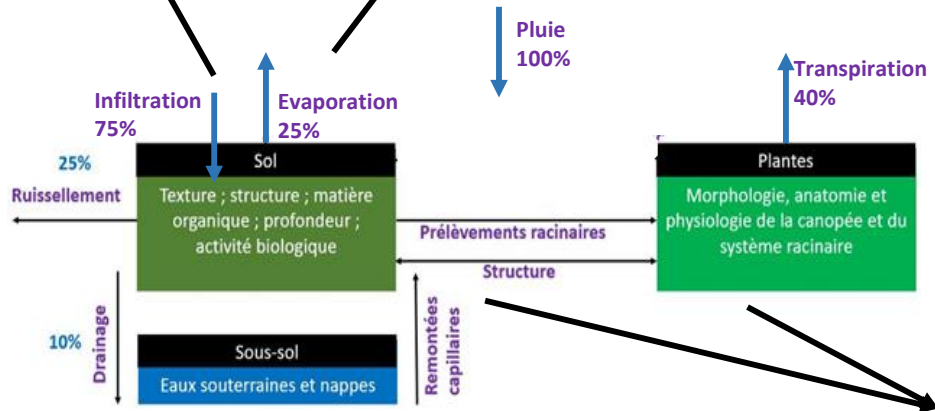 Pluie
100%
Transpiration
40%
Infiltration
75%
Evaporation
25%
Sol
Plantes
25%
Ruissellement
Texture ; structure ; matière
organique ; profondeur ;
activité biologique
Morphologie, anatomie et
physiologie de la canopée et du
système racinaire
Prélèvements racinaires
Structure
Drainage
10%
Remontées
capillaires
Sous-sol
Eaux souterraines et nappes